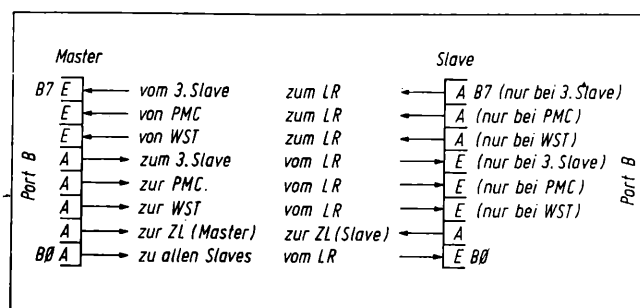 Master Slave
B7 E vom 3. Slave zum LR A B7 (nur bei 3. Slave)
E von PMC zum LR A (nur bei PMC)
E von WST zum LR A (nur bei WST)
A zum 3. Slave vom LR E (nur bei 3. Slave)
A zur PMC. vom LR E (nur bei PMC)
A zur WST vom LR E (nur bei WST)
A zur ZL (Master) zur ZL (Slave) A
BØ A zu allen Slaves vom LR E BØ
Port B
Port B